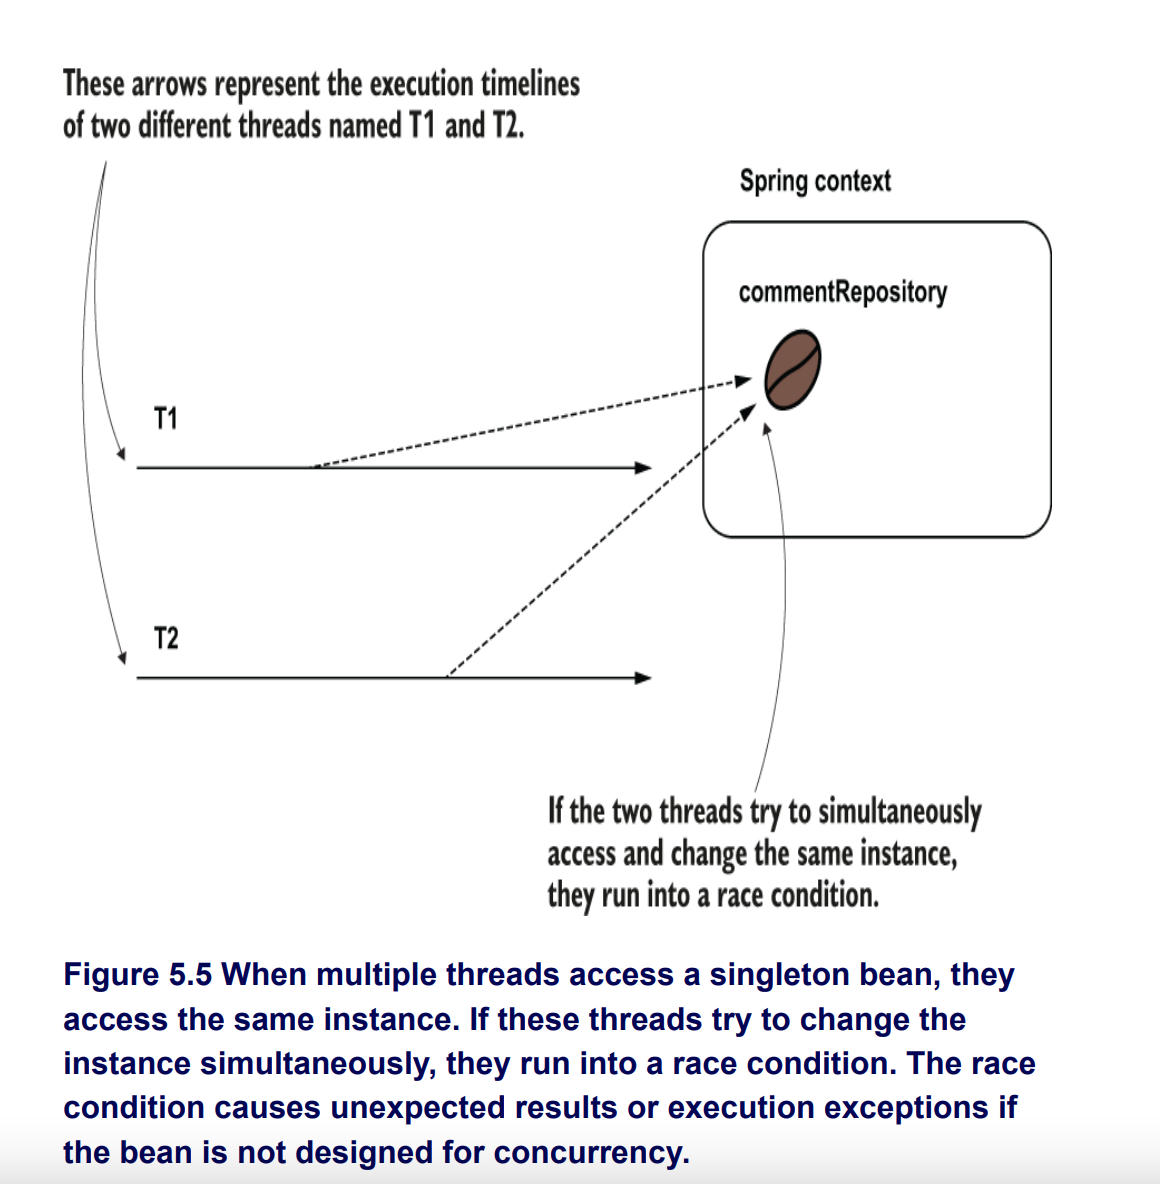 These arrows represent the execution timelines
of two different threads named T1 and T2.
Spring context
commentRepository
T1
T2
If the two threads try to simultaneously
access and change the same instance,
they run into a race condition.
Figure 5.5 When multiple threads access a singleton bean, they
access the same instance. If these threads try to change the
instance simultaneously, they run into a race condition. The race
condition causes unexpected results or execution exceptions if
the bean is not designed for concurrency.